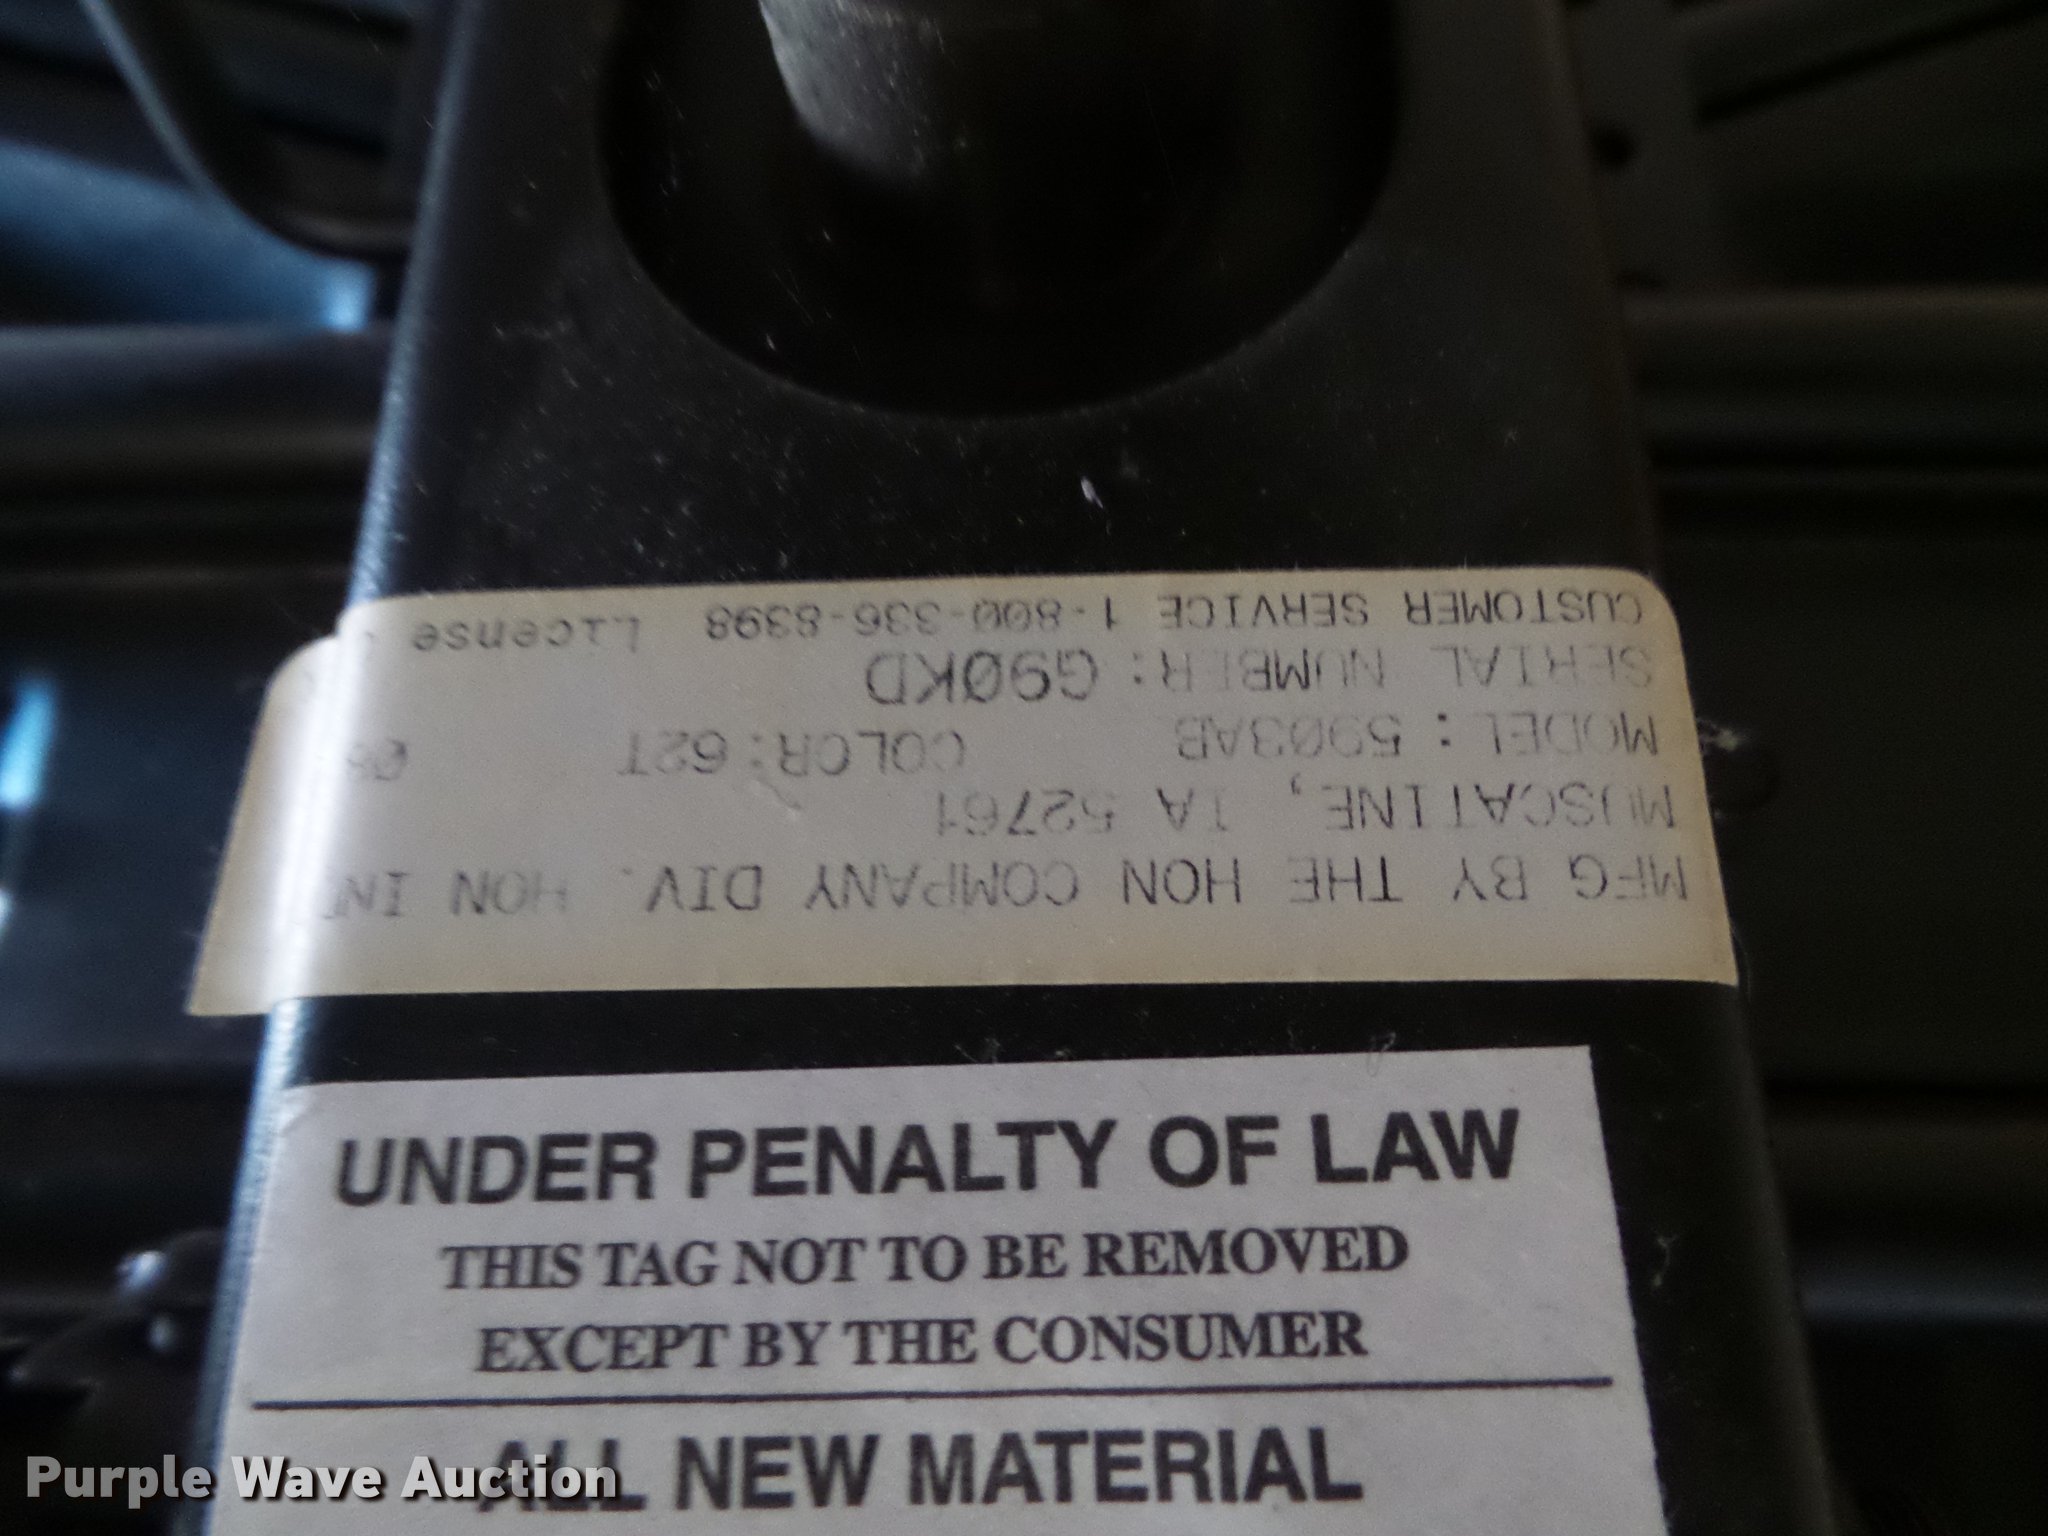 MFG BY THE HON COMPANY DIV. HON IN
MUSCATINE, IA 52761
MODEL: 5903AB COLOR: 62T
SERIAL NUMBER: G90KD
CUSTOMER SERVICE 1-800-336-8398 License
UNDER PENALTY OF LAW
THIS TAG NOT TO BE REMOVED
EXCEPT BY THE CONSUMER
ALL NEW MATERIAL
Purple Wave Auction